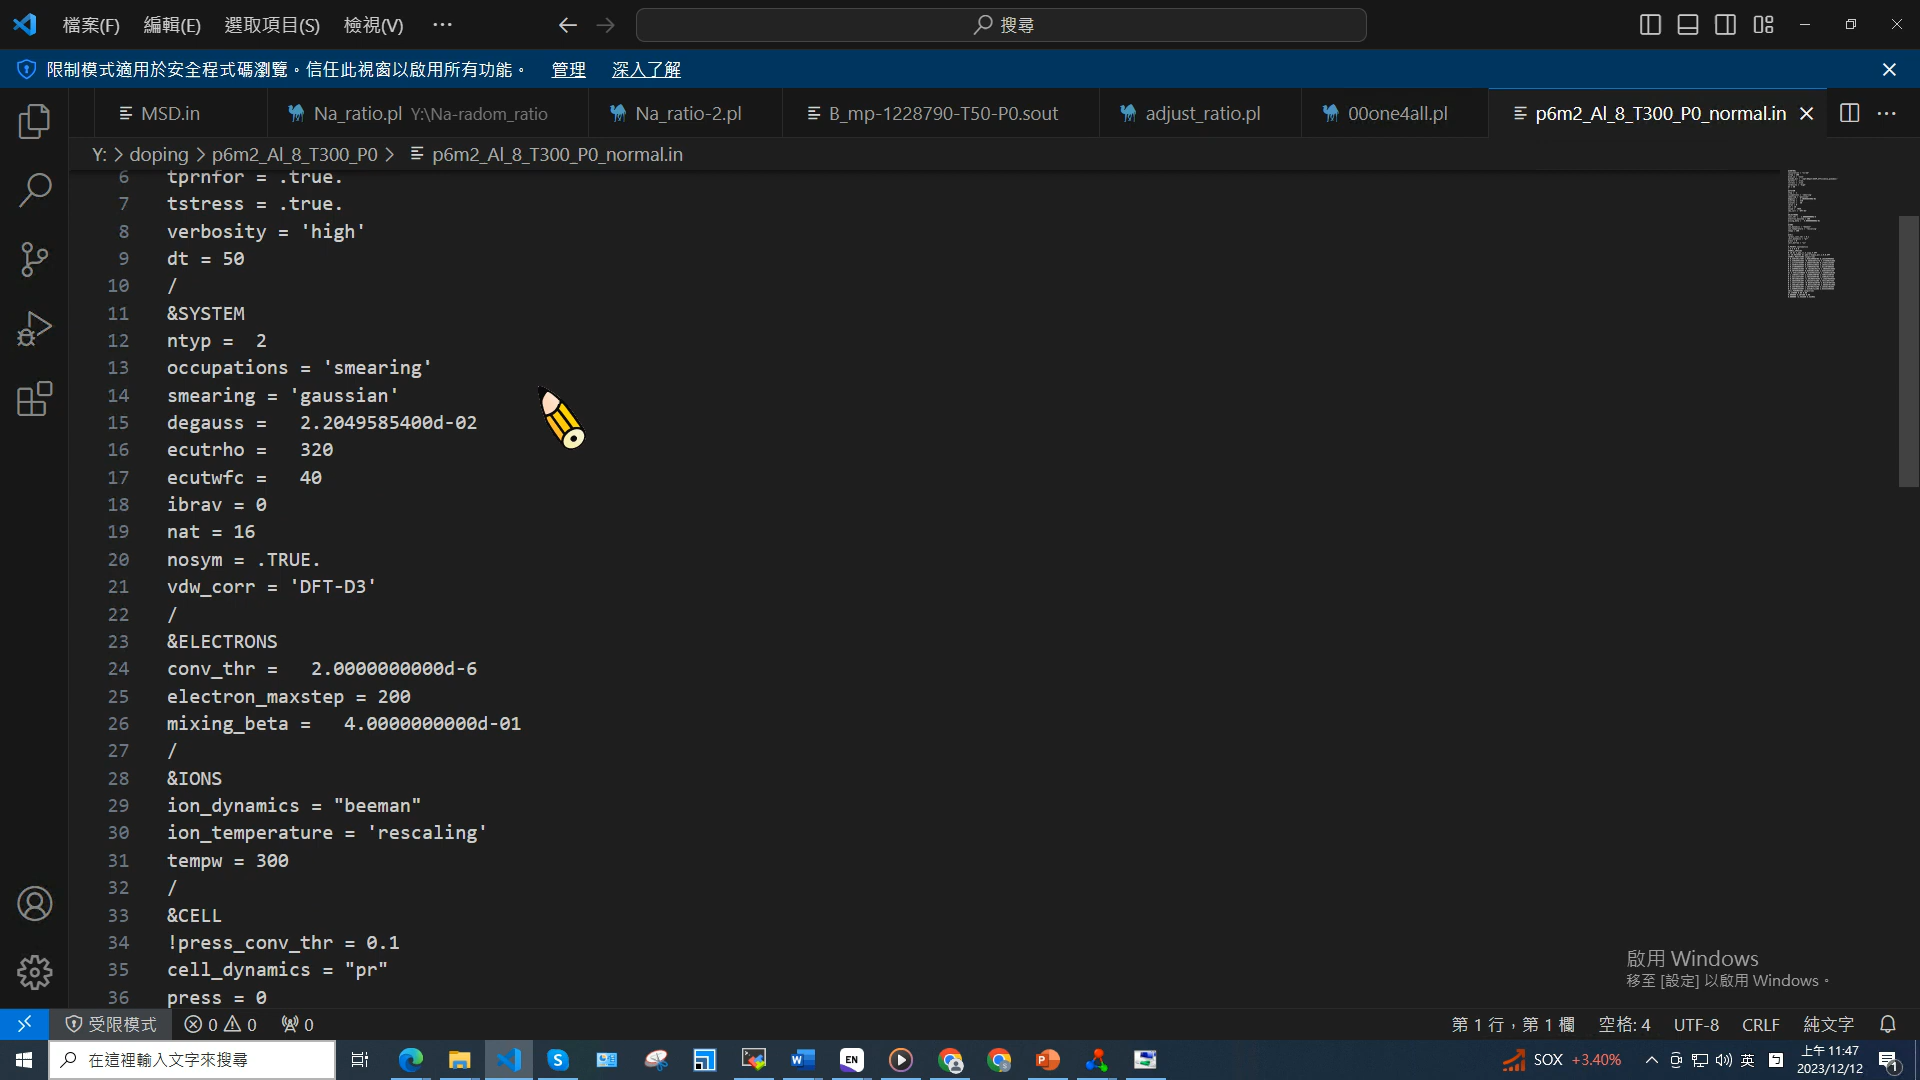 檔案(F) 編輯(E) 選取項目(S) 檢視(V) ··· 搜尋
限制模式適用於安全程式碼瀏覽。信任此視窗以啟用所有功能。 管理 深入了解
MSD.in Na_ratio.pl Y:\Na-radom_ratio Na_ratio-2.pl B_mp-1228790-T50-P0.sout adjust_ratio.pl 00one4all.pl p6m2_Al_8_T300_P0_normal.in
Y: > doping > p6m2_Al_8_T300_P0 > p6m2_Al_8_T300_P0_normal.in
6 tprnfor = .true.
7 tstress = .true.
8 verbosity = 'high'
9 dt = 50
10 /
11 &SYSTEM
12 ntyp =  2
13 occupations = 'smearing'
14 smearing = 'gaussian'
15 degauss =   2.2049585400d-02
16 ecutrho =   320
17 ecutwfc =   40
18 ibrav = 0
19 nat = 16
20 nosym = .TRUE.
21 vdw_corr = 'DFT-D3'
22 /
23 &ELECTRONS
24 conv_thr =   2.0000000000d-6
25 electron_maxstep = 200
26 mixing_beta =   4.0000000000d-01
27 /
28 &IONS
29 ion_dynamics = "beeman"
30 ion_temperature = 'rescaling'
31 tempw = 300
32 /
33 &CELL
34 !press_conv_thr = 0.1
35 cell_dynamics = "pr"
36 press = 0
啟用 Windows
移至 [設定] 以啟用 Windows。
受限模式 0 0 0 第 1 行，第 1 欄 空格: 4 UTF-8 CRLF 純文字
在這裡輸入文字來搜尋 EN SOX +3.40% 英 上午 11:47
2023/12/12 1